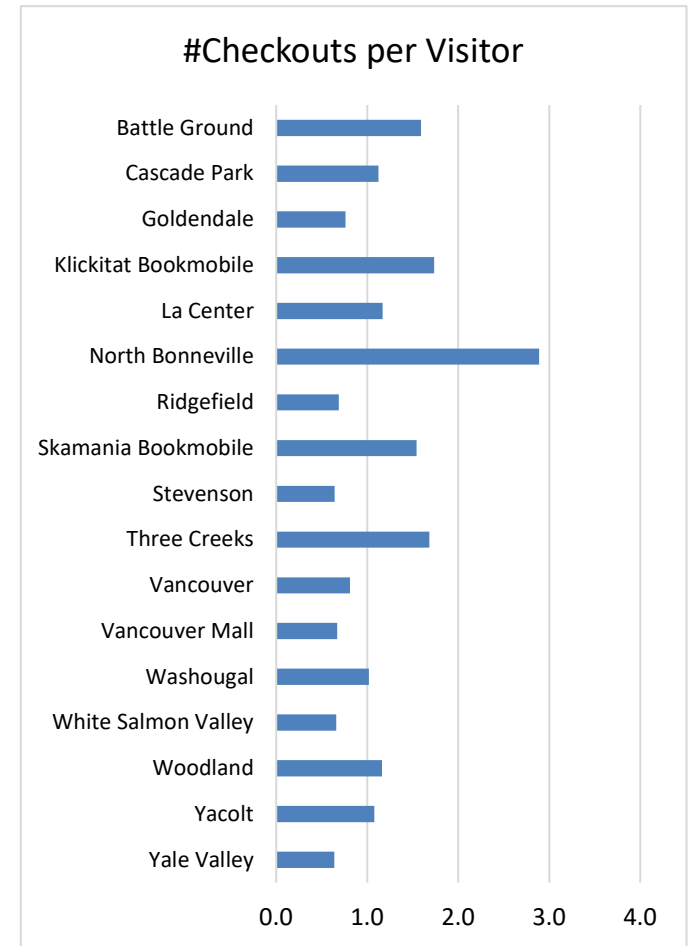 #Checkouts per Visitor
Battle Ground
Cascade Park
Goldendale
Klickitat Bookmobile
La Center
North Bonneville
Ridgefield
Skamania Bookmobile
Stevenson
Three Creeks
Vancouver
Vancouver Mall
Washougal
White Salmon Valley
Woodland
Yacolt
Yale Valley
0.0 1.0 2.0 3.0 4.0